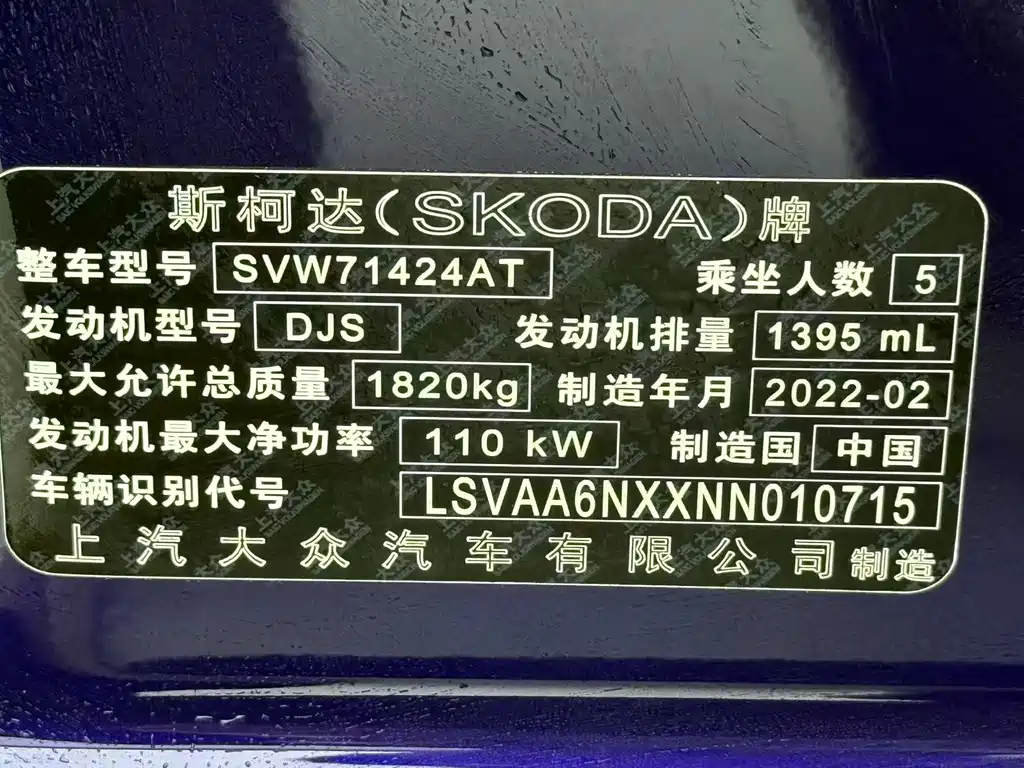 斯柯达(SKODA)牌
整车型号 SVW71424AT 乘坐人数 5
发动机型号 DJS 发动机排量 1395 mL
最大允许总质量 1820kg 制造年月 2022-02
发动机最大净功率 110 kW 制造国 中国
车辆识别代号 LSVAA6NXXNN010715
上汽大众汽车有限公司 制造